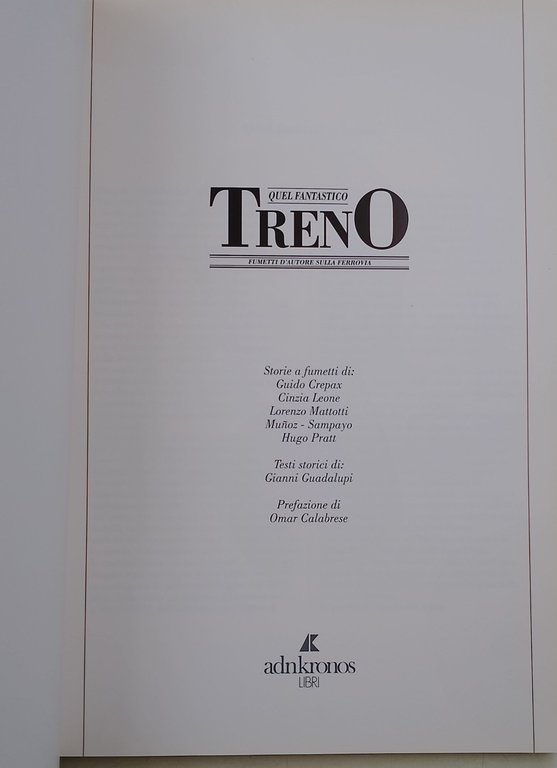 QUEL FANTASTICO
TRENO
FUMETTI D'AUTORE SULLA FERROVIA
Storie a fumetti di:
Guido Crepax
Cinzia Leone
Lorenzo Mattotti
Muñoz - Sampayo
Hugo Pratt
Testi storici di:
Gianni Guadalupi
Prefazione di
Omar Calabrese
AK
adnkronos
LIBRI